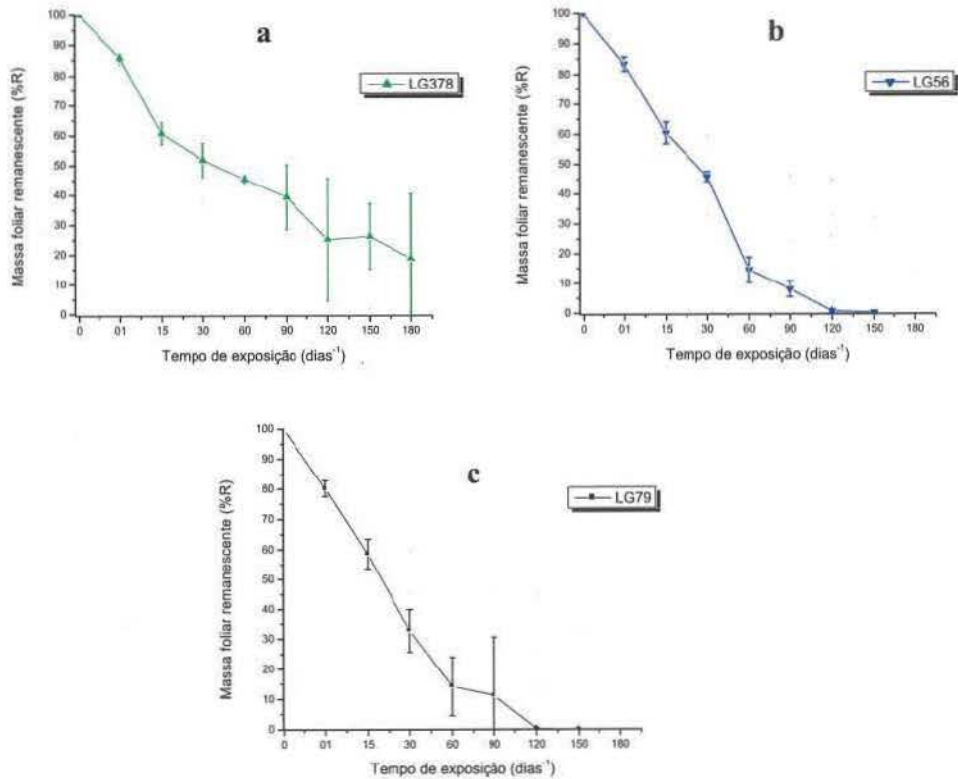 a
LG378
Massa foliar remanescente (%R)
100
90
80
70
60
50
40
30
20
10
0
0 01 15 30 60 90 120 150 180
Tempo de exposição (dias⁻¹)
b
LG56
Massa foliar remanescente (%R)
100
90
80
70
60
50
40
30
20
10
0
0 01 15 30 60 90 120 150 180
Tempo de exposição (dias⁻¹)
c
LG79
Massa foliar remanescente (%R)
100
90
80
70
60
50
40
30
20
10
0
0 01 15 30 60 90 120 150 180
Tempo de exposição (dias⁻¹)